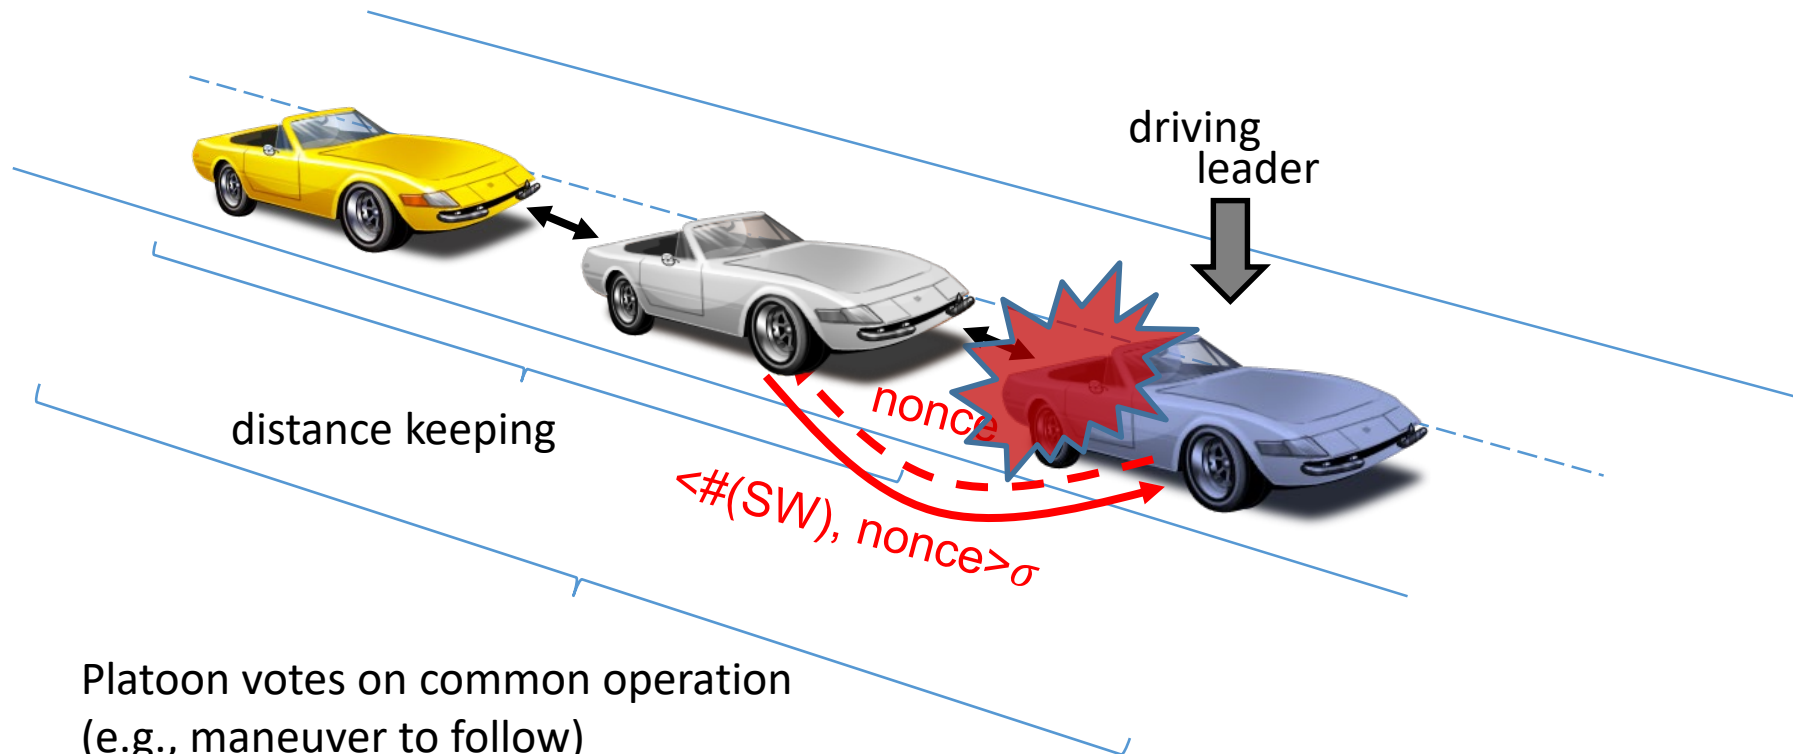 driving
leader
nonce
distance keeping
<#(SW), nonce>σ
Platoon votes on common operation
(e.g., maneuver to follow)